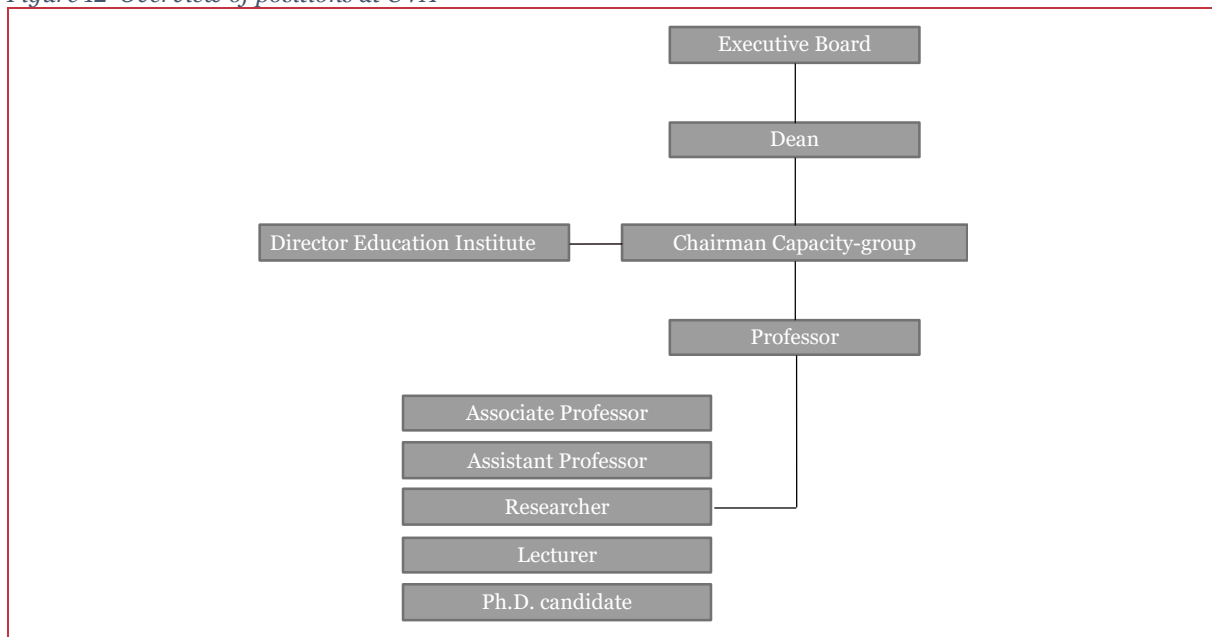 Executive Board
Dean
Director Education Institute
Chairman Capacity-group
Professor
Associate Professor
Assistant Professor
Researcher
Lecturer
Ph.D. candidate